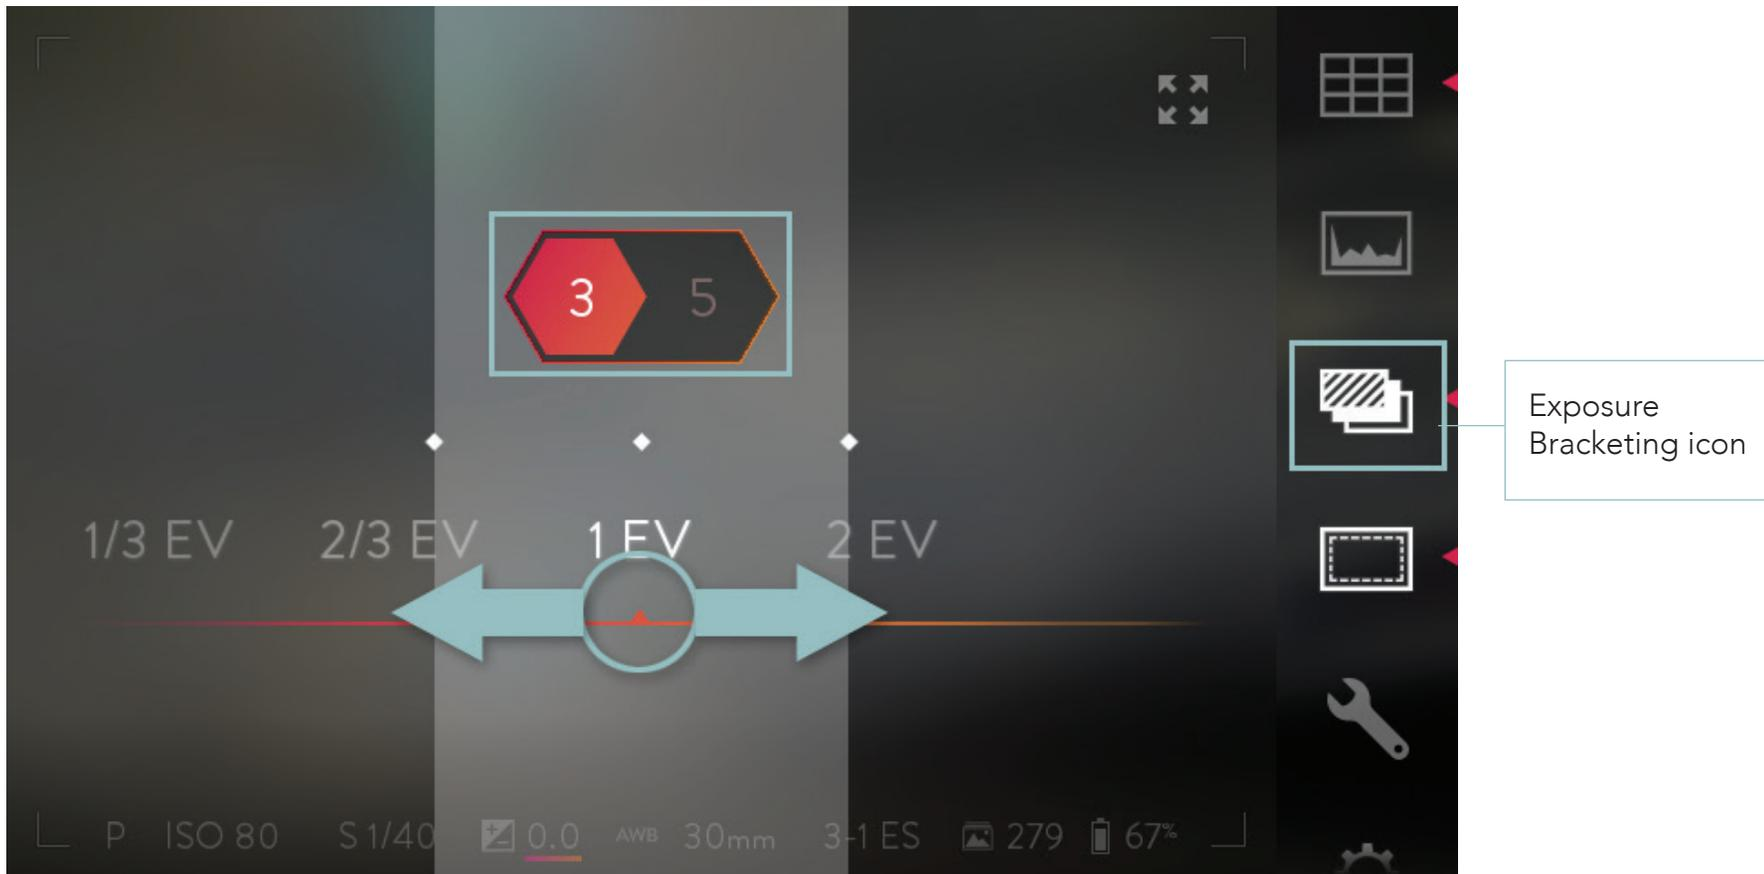 3 5
1/3 EV 2/3 EV 1 EV 2 EV
P ISO 80 S 1/40 0.0 AWB 30mm 3-1 ES 279 67%
Exposure
Bracketing icon